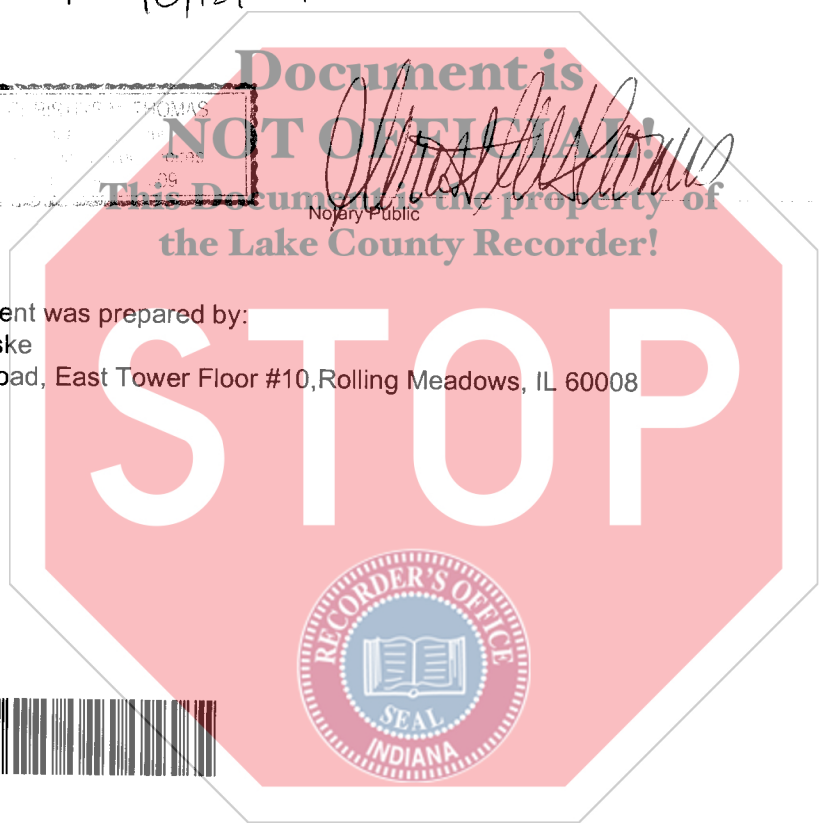 Document is
THOMAS
NOT OFFICIAL!
This Document is the property of
Notary Public
the Lake County Recorder!
ent was prepared by:
ske
oad, East Tower Floor #10,Rolling Meadows, IL 60008
STOP
RECORDER'S OFFICE
SEAL
INDIANA